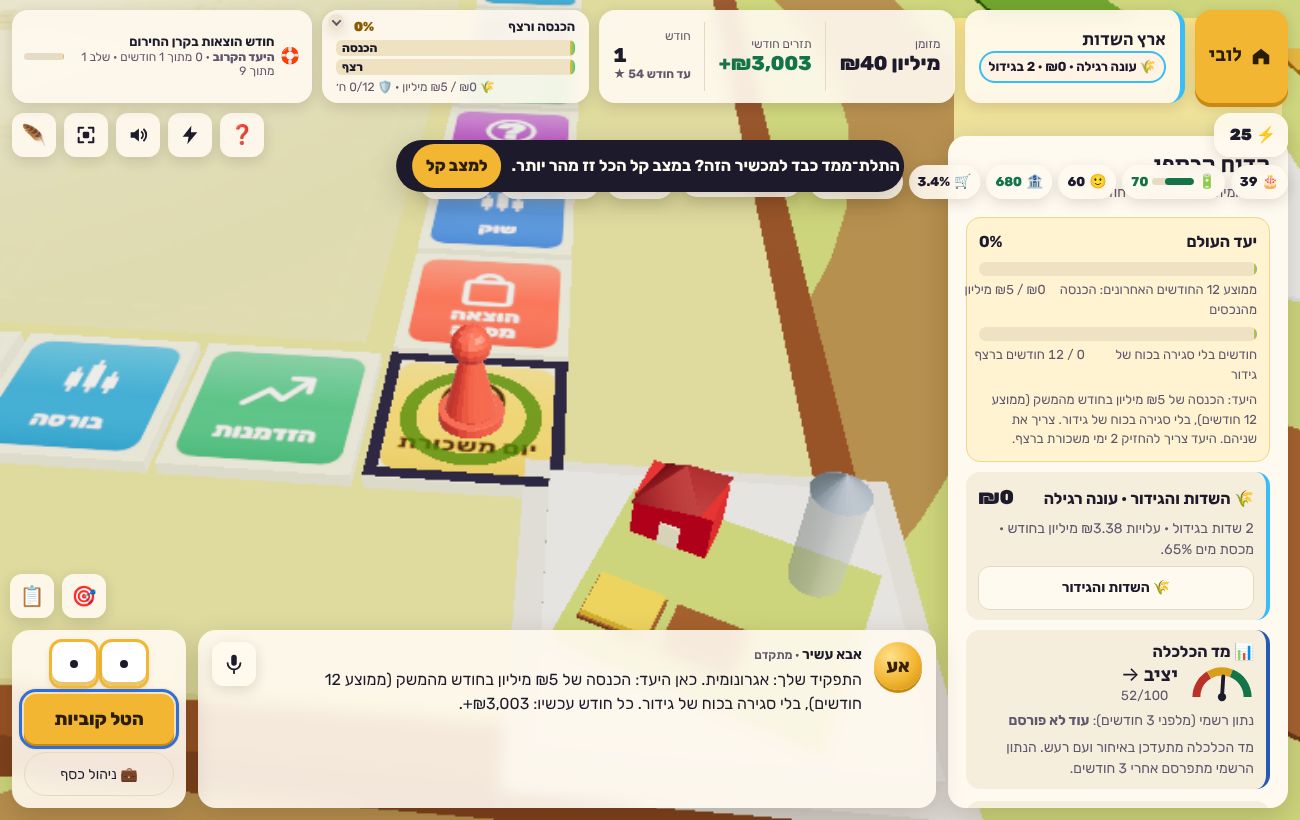 לובי
ארץ השדות
🌾 עונה רגילה · ₪0 · 2 בגידול
מזומן
₪40 מיליון
תזרים חודשי
+₪3,003
חודש
1
עד חודש 54 ★
הכנסה ורצף
0%
הכנסה
רצף
🌾 ₪0 / ₪5 מיליון · 🛡️ 0/12 ח׳
חודש הוצאות בקרן החירום
היעד הקרוב · 0 מתוך 1 חודשים · שלב 1
מתוך 9
❓
⚡ 25
התלת־ממד כבד למכשיר הזה? במצב קל הכל זז מהר יותר.
למצב קל
🎂 39
🔋 70
🙂 60
🏦 680
🛒 3.4%
יעד העולם
0%
ממוצע 12 החודשים האחרונים: הכנסה מהנכסים
₪0 / ₪5 מיליון
חודשים בלי סגירה בכוח של גידור
0 / 12 חודשים ברצף
היעד: הכנסה של ₪5 מיליון בחודש מהמשק (ממוצע
12 חודשים), בלי סגירה בכוח של גידור. צריך את
שניהם. היעד צריך להחזיק 2 ימי משכורת ברצף.
🌾 השדות והגידור · עונה רגילה
₪0
2 שדות בגידול · עלויות ₪3.38 מיליון בחודש ·
מכסת מים 65%.
🌾 השדות והגידור
📊 מד הכלכלה
יציב →
52/100
נתון רשמי (מלפני 3 חודשים): עוד לא פורסם
מד הכלכלה מתעדכן באיחור ועם רעש. הנתון
הרשמי מתפרסם אחרי 3 חודשים.
שוק
הוצאה
יום משכורת
הזדמנות
בורסה
אע
אבא עשיר · מתקדם
התפקיד שלך: אגרונומית. כאן היעד: הכנסה של ₪5 מיליון בחודש מהמשק (ממוצע 12
חודשים), בלי סגירה בכוח של גידור. כל חודש עכשיו: ₪3,003+.
הטל קוביות
💼 ניהול כסף